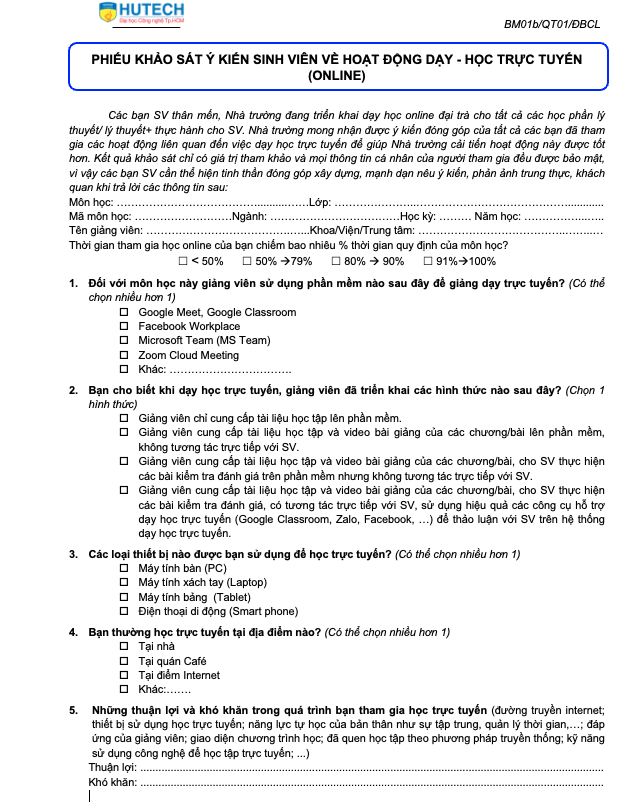 HUTECH
Đại học Công nghệ Tp.HCM
BM01b/QT01/ĐBCL
PHIẾU KHẢO SÁT Ý KIẾN SINH VIÊN VỀ HOẠT ĐỘNG DẠY - HỌC TRỰC TUYẾN
(ONLINE)
Các bạn SV thân mến, Nhà trường đang triển khai dạy học online đại trà cho tất cả các học phần lý
thuyết/ lý thuyết+ thực hành cho SV. Nhà trường mong nhận được ý kiến đóng góp của tất cả các bạn đã tham
gia các hoạt động liên quan đến việc dạy học trực tuyến để giúp Nhà trường cải tiến hoạt động này được tốt
hơn. Kết quả khảo sát chỉ có giá trị tham khảo và mọi thông tin cá nhân của người tham gia đều được bảo mật,
vì vậy các bạn SV cần thể hiện tinh thần đóng góp xây dựng, mạnh dạn nêu ý kiến, phản ảnh trung thực, khách
quan khi trả lời các thông tin sau:
Môn học: …………………………………...........……Lớp: …………………..…………………………...........
Mã môn học: ………………………Ngành: ………………………………Học kỳ: ……… Năm học: …………...…...
Tên giảng viên: ……………………………………....Khoa/Viện/Trung tâm: …………………………………..……..…
Thời gian tham gia học online của bạn chiếm bao nhiêu % thời gian quy định của môn học?
☐ < 50% ☐ 50% →79% ☐ 80% → 90% ☐ 91%→100%
1. Đối với môn học này giảng viên sử dụng phần mềm nào sau đây để giảng dạy trực tuyến? (Có thể
chọn nhiều hơn 1)
☐ Google Meet, Google Classroom
☐ Facebook Workplace
☐ Microsoft Team (MS Team)
☐ Zoom Cloud Meeting
☐ Khác: …………………………….
2. Bạn cho biết khi dạy học trực tuyến, giảng viên đã triển khai các hình thức nào sau đây? (Chọn 1
hình thức)
☐ Giảng viên chỉ cung cấp tài liệu học tập lên phần mềm.
☐ Giảng viên cung cấp tài liệu học tập và video bài giảng của các chương/bài lên phần mềm,
không tương tác trực tiếp với SV.
☐ Giảng viên cung cấp tài liệu học tập và video bài giảng của các chương/bài, cho SV thực hiện
các bài kiểm tra đánh giá trên phần mềm nhưng không tương tác trực tiếp với SV.
☐ Giảng viên cung cấp tài liệu học tập và video bài giảng của các chương/bài, cho SV thực hiện
các bài kiểm tra đánh giá, có tương tác trực tiếp với SV, sử dụng hiệu quả các công cụ hỗ trợ
dạy học trực tuyến (Google Classroom, Zalo, Facebook, …) để thảo luận với SV trên hệ thống
dạy học trực tuyến.
3. Các loại thiết bị nào được bạn sử dụng để học trực tuyến? (Có thể chọn nhiều hơn 1)
☐ Máy tính bàn (PC)
☐ Máy tính xách tay (Laptop)
☐ Máy tính bảng (Tablet)
☐ Điện thoại di động (Smart phone)
4. Bạn thường học trực tuyến tại địa điểm nào? (Có thể chọn nhiều hơn 1)
☐ Tại nhà
☐ Tại quán Café
☐ Tại điểm Internet
☐ Khác:…….
5. Những thuận lợi và khó khăn trong quá trình bạn tham gia học trực tuyến (đường truyền internet;
thiết bị sử dụng học trực tuyến; năng lực tự học của bản thân như sự tập trung, quản lý thời gian,…; đáp
ứng của giảng viên; giao diện chương trình học; đã quen học tập theo phương pháp truyền thống; kỹ năng
sử dụng công nghệ để học tập trực tuyến; ...)
Thuận lợi: ................................................................................................
Khó khăn: ................................................................................................